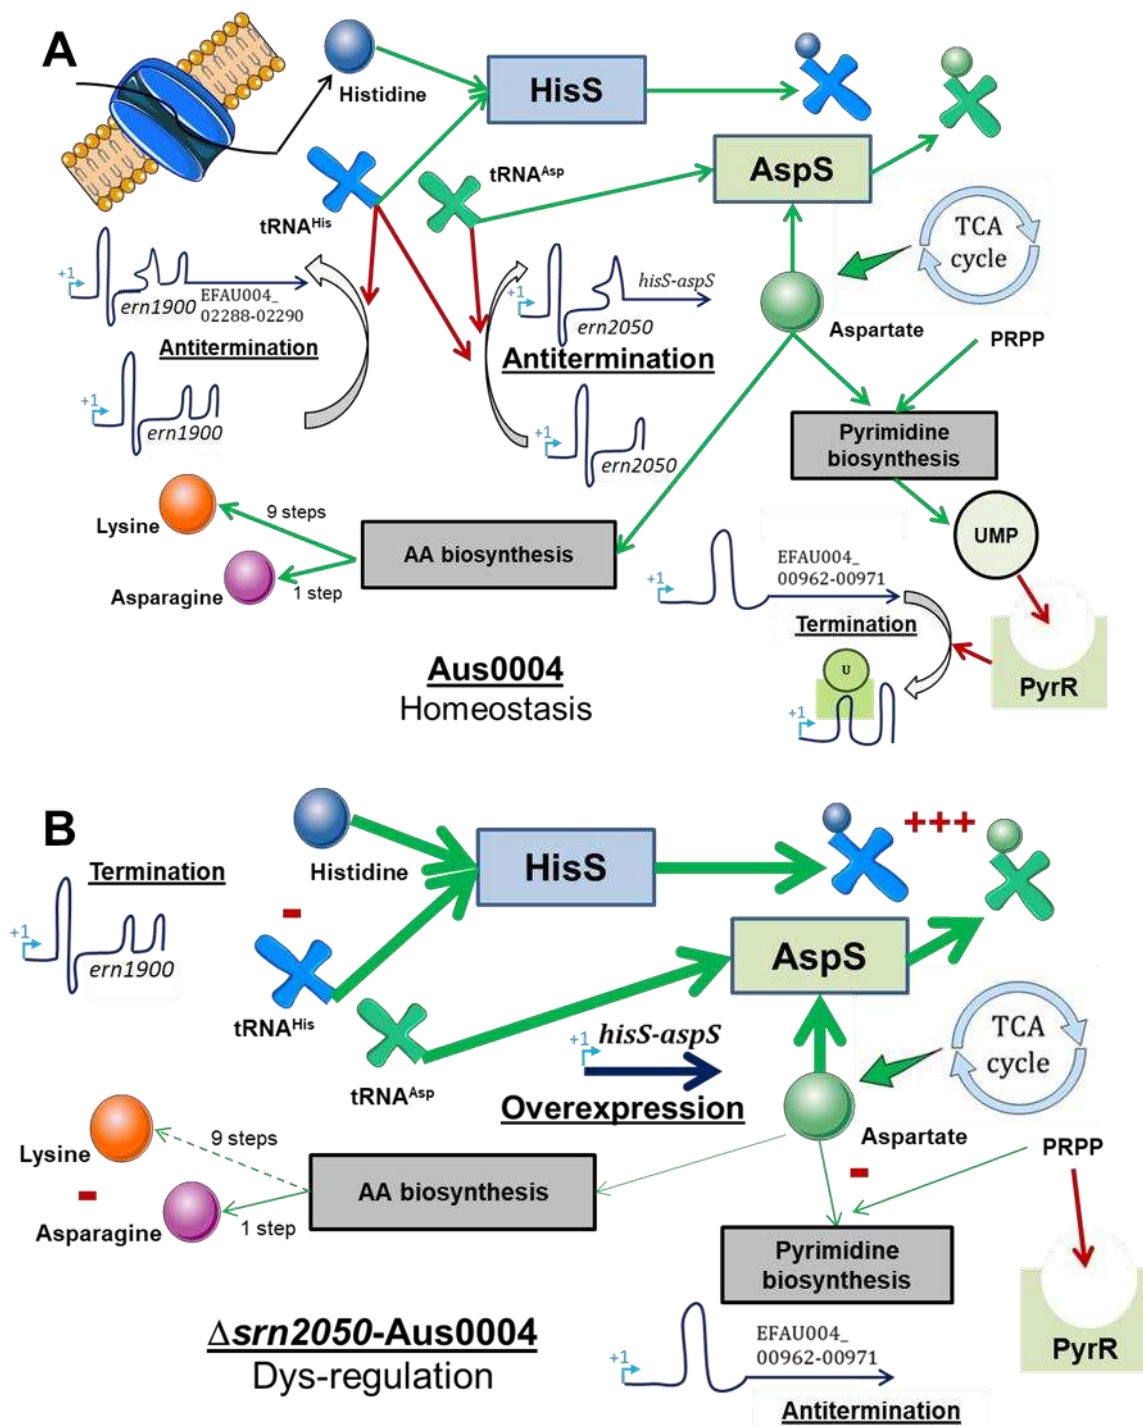 A
Histidine
HisS
tRNAHis
tRNAAsp
AspS
TCA
cycle
+1
ern1900
EFAU004_
02288-02290
Antitermination
+1
ern1900
+1
hisS-aspS
ern2050
Antitermination
+1
ern2050
Aspartate
PRPP
Pyrimidine
biosynthesis
Lysine
9 steps
Asparagine
1 step
AA biosynthesis
UMP
+1
EFAU004_
00962-00971
Termination
U
+1
PyrR
Aus0004
Homeostasis
B
Termination
+1
ern1900
Histidine
-
HisS
+++
tRNAHis
tRNAAsp
AspS
+1
hisS-aspS
Overexpression
TCA
cycle
Aspartate
-
PRPP
Lysine
9 steps
-
Asparagine
1 step
AA biosynthesis
Pyrimidine
biosynthesis
PyrR
+1
EFAU004_
00962-00971
Antitermination
Δsrn2050-Aus0004
Dys-regulation